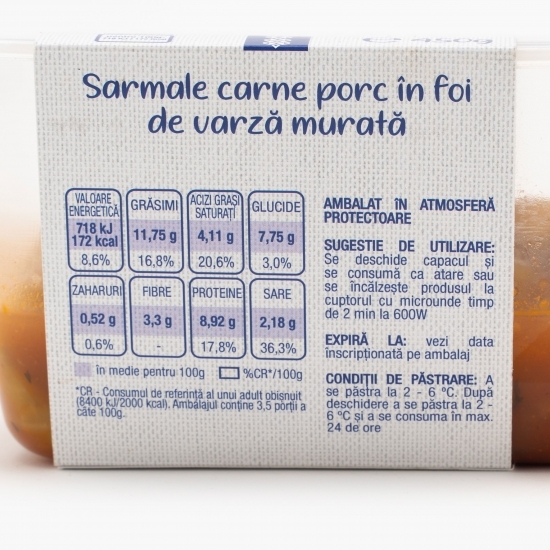 450g
Sarmale carne porc în foi
de varză murată
VALOARE ENERGETICĂ
718 kJ
172 kcal
8,6%
GRĂSIMI
11,75 g
16,8%
ACIZI GRAȘI SATURAȚI
4,11 g
20,6%
GLUCIDE
7,75 g
3,0%
ZAHARURI
0,52 g
0,6%
FIBRE
3,3 g
-
PROTEINE
8,92 g
17,8%
SARE
2,18 g
36,3%
în medie pentru 100g
%CR*/100g
*CR - Consumul de referință al unui adult obișnuit
(8400 kJ/2000 kcal). Ambalajul conține 3,5 porții a
câte 100g.
AMBALAT ÎN ATMOSFERĂ
PROTECTOARE
SUGESTIE DE UTILIZARE:
Se deschide capacul și
se consumă ca atare sau
se încălzește produsul la
cuptorul cu microunde timp
de 2 min la 600W
EXPIRĂ LA: vezi data
înscripționată pe ambalaj
CONDIȚII DE PĂSTRARE: A
se păstra la 2 - 6 ºC. După
deschidere a se păstra la 2 -
6 ºC și a se consuma în max.
24 de ore